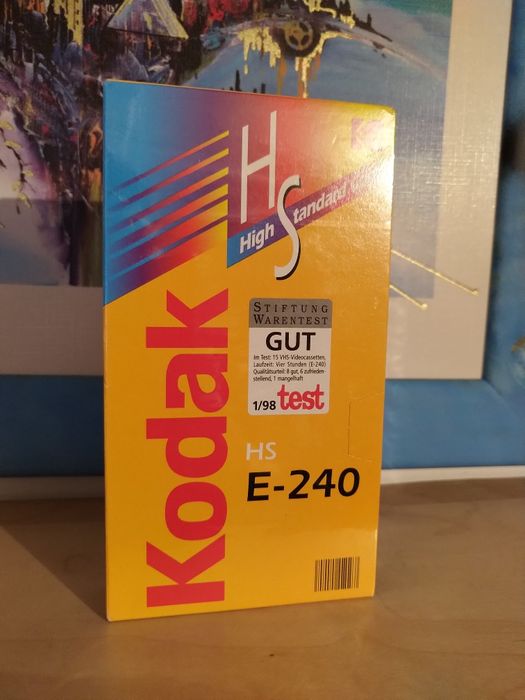 HS
High Standard
Kodak
STIFTUNG
WARENTEST
GUT
Im Test: 15 VHS-Videocassetten,
Laufzeit: Vier Stunden (E-240)
Qualitätsurteil: 8 gut, 6 zufrieden-
stellend, 1 mangelhaft
1/98 test
HS
E-240